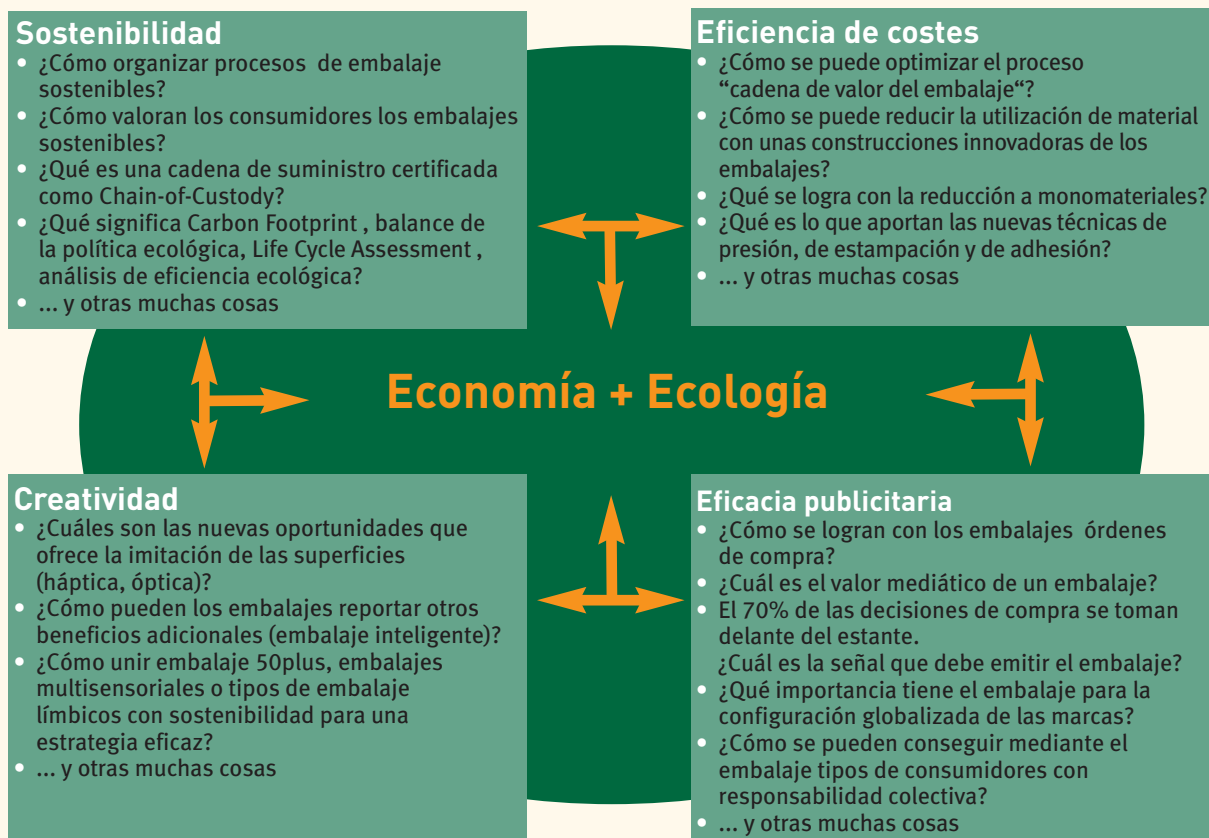 Sostenibilidad
• ¿Cómo organizar procesos de embalaje
sostenibles?
• ¿Cómo valoran los consumidores los embalajes
sostenibles?
• ¿Qué es una cadena de suministro certificada
como Chain-of-Custody?
• ¿Qué significa Carbon Footprint , balance de
la política ecológica, Life Cycle Assessment ,
análisis de eficiencia ecológica?
• ... y otras muchas cosas
Eficiencia de costes
• ¿Cómo se puede optimizar el proceso
“cadena de valor del embalaje“?
• ¿Cómo se puede reducir la utilización de material
con unas construcciones innovadoras de los
embalajes?
• ¿Qué se logra con la reducción a monomateriales?
• ¿Qué es lo que aportan las nuevas técnicas de
presión, de estampación y de adhesión?
• ... y otras muchas cosas
Economía + Ecología
Creatividad
• ¿Cuáles son las nuevas oportunidades que
ofrece la imitación de las superficies
(háptica, óptica)?
• ¿Cómo pueden los embalajes reportar otros
beneficios adicionales (embalaje inteligente)?
• ¿Cómo unir embalaje 50plus, embalajes
multisensoriales o tipos de embalaje
límbicos con sostenibilidad para una
estrategia eficaz?
• ... y otras muchas cosas
Eficacia publicitaria
• ¿Cómo se logran con los embalajes órdenes
de compra?
• ¿Cuál es el valor mediático de un embalaje?
• El 70% de las decisiones de compra se toman
delante del estante.
¿Cuál es la señal que debe emitir el embalaje?
• ¿Qué importancia tiene el embalaje para la
configuración globalizada de las marcas?
• ¿Cómo se pueden conseguir mediante el
embalaje tipos de consumidores con
responsabilidad colectiva?
• ... y otras muchas cosas